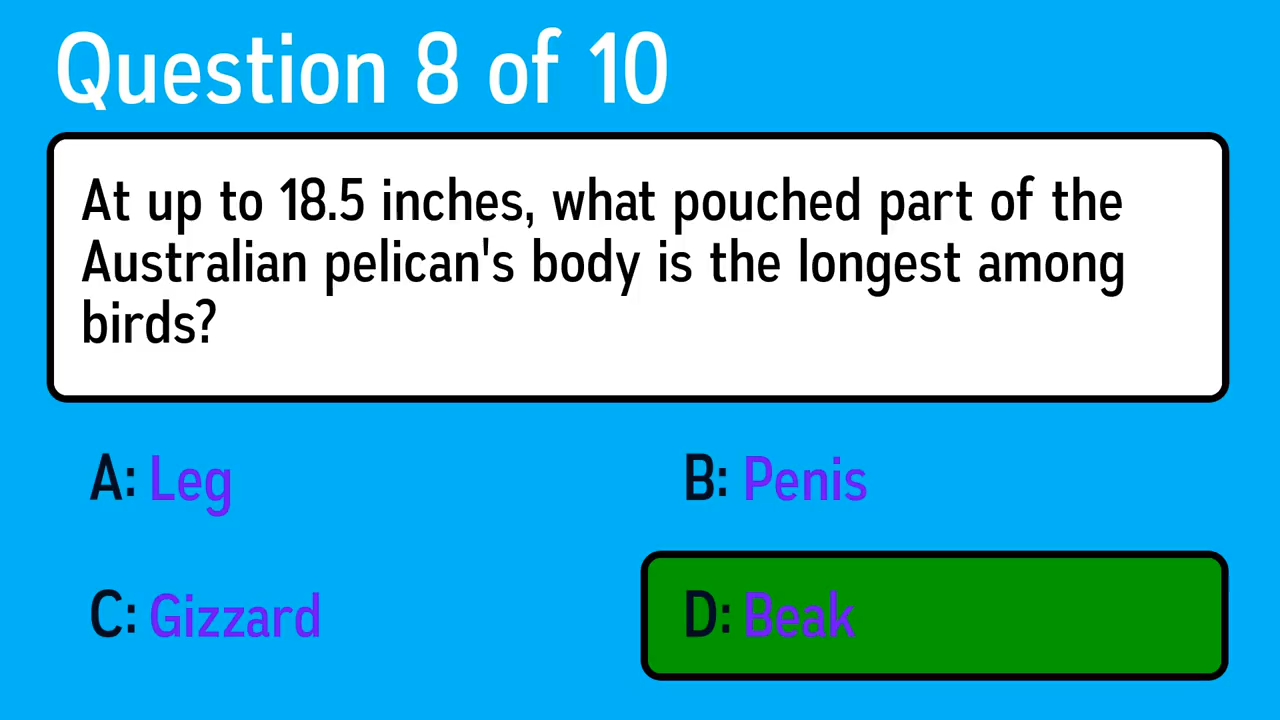 Question 8 of 10
At up to 18.5 inches, what pouched part of the
Australian pelican's body is the longest among
birds?
A: Leg
B: Penis
C: Gizzard
D: Beak